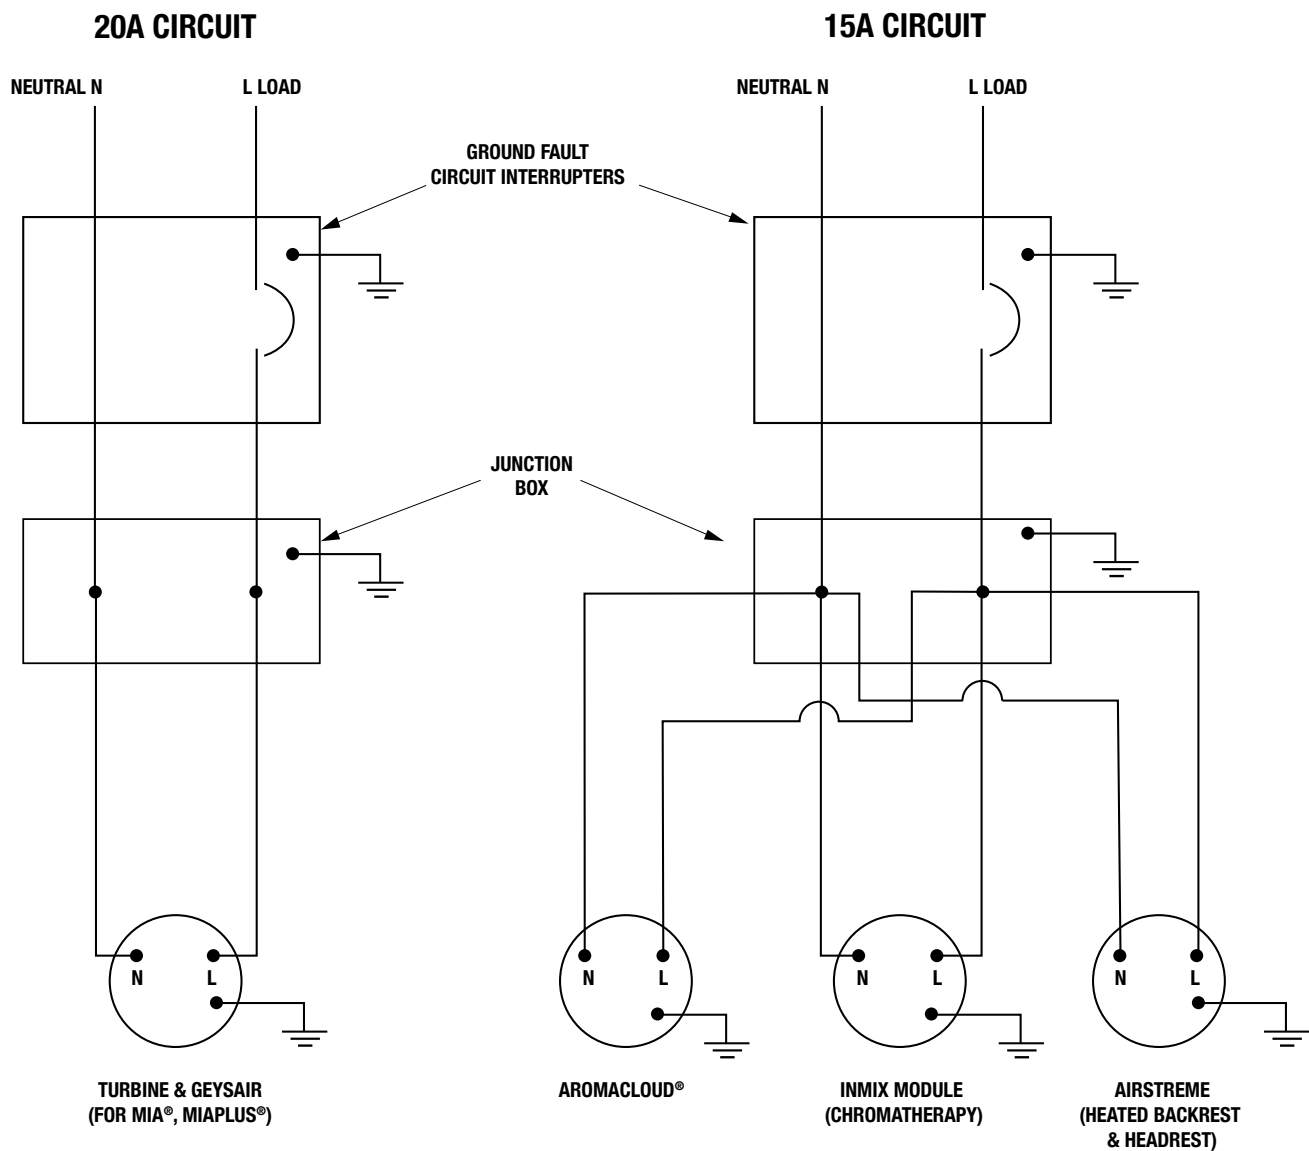 20A CIRCUIT
15A CIRCUIT
NEUTRAL N
L LOAD
NEUTRAL N
L LOAD
GROUND FAULT
CIRCUIT INTERRUPTERS
JUNCTION
BOX
N
L
N
L
N
L
N
L
TURBINE & GEYSAIR
(FOR MIA®, MIAPLUS®)
AROMACLOUD®
INMIX MODULE
(CHROMATHERAPY)
AIRSTREME
(HEATED BACKREST
& HEADREST)